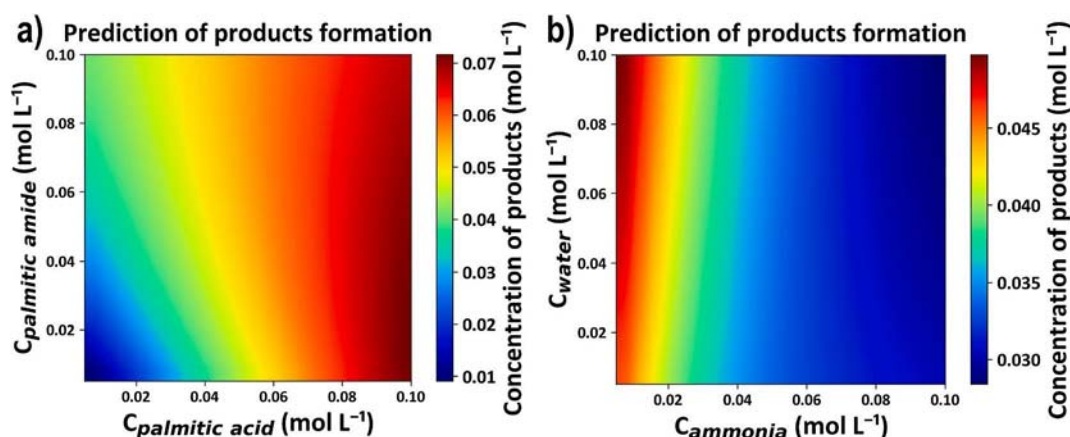 a) Prediction of products formation
C palmitic amide (mol L⁻¹)
0.10
0.08
0.06
0.04
0.02
0.02 0.04 0.06 0.08 0.10
C palmitic acid (mol L⁻¹)
0.07
0.06
0.05
0.04
0.03
0.02
0.01
Concentration of products (mol L⁻¹)
b) Prediction of products formation
C water (mol L⁻¹)
0.10
0.08
0.06
0.04
0.02
0.02 0.04 0.06 0.08 0.10
C ammonia (mol L⁻¹)
0.045
0.040
0.035
0.030
Concentration of products (mol L⁻¹)